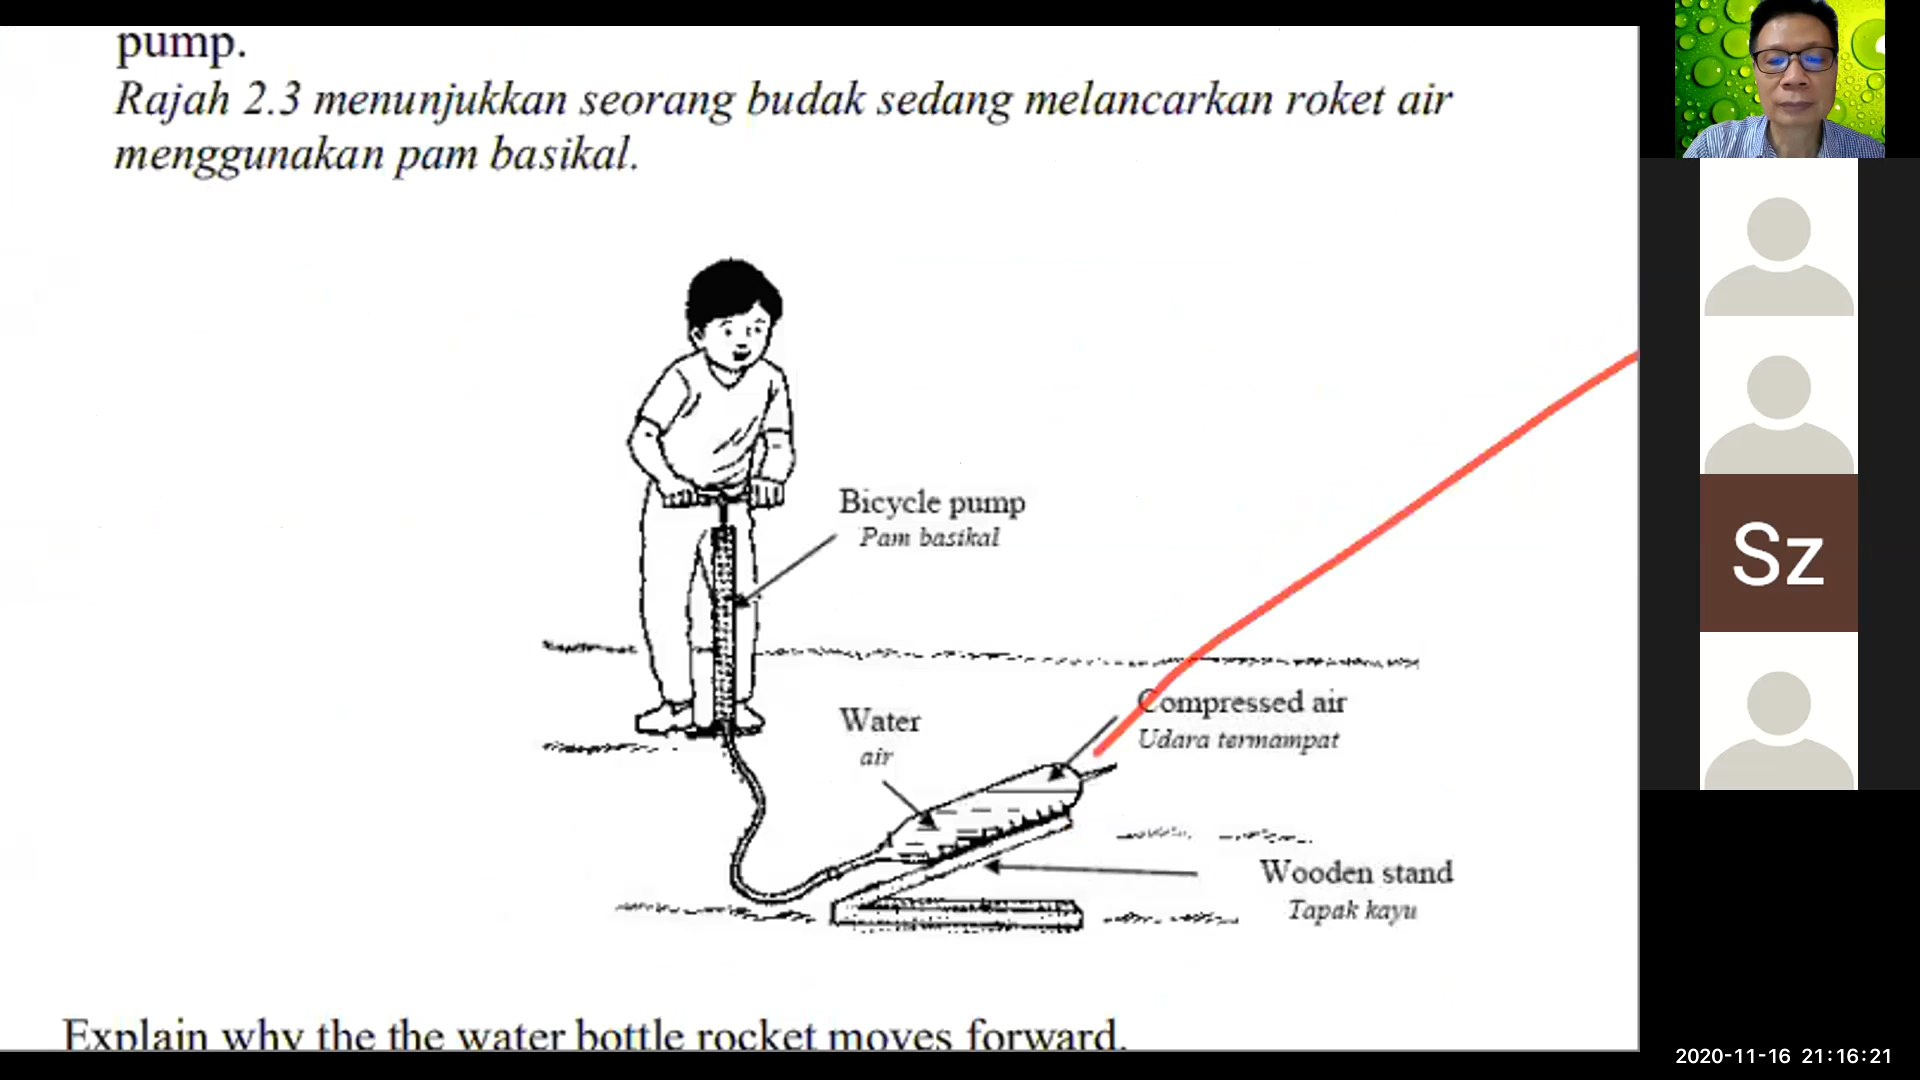 pump.
Rajah 2.3 menunjukkan seorang budak sedang melancarkan roket air
menggunakan pam basikal.
Bicycle pump
Pam basikal
Sz
Compressed air
Udara termampat
Water
air
Wooden stand
Tapak kayu
Explain why the the water bottle rocket moves forward.
2020-11-16 21:16:21